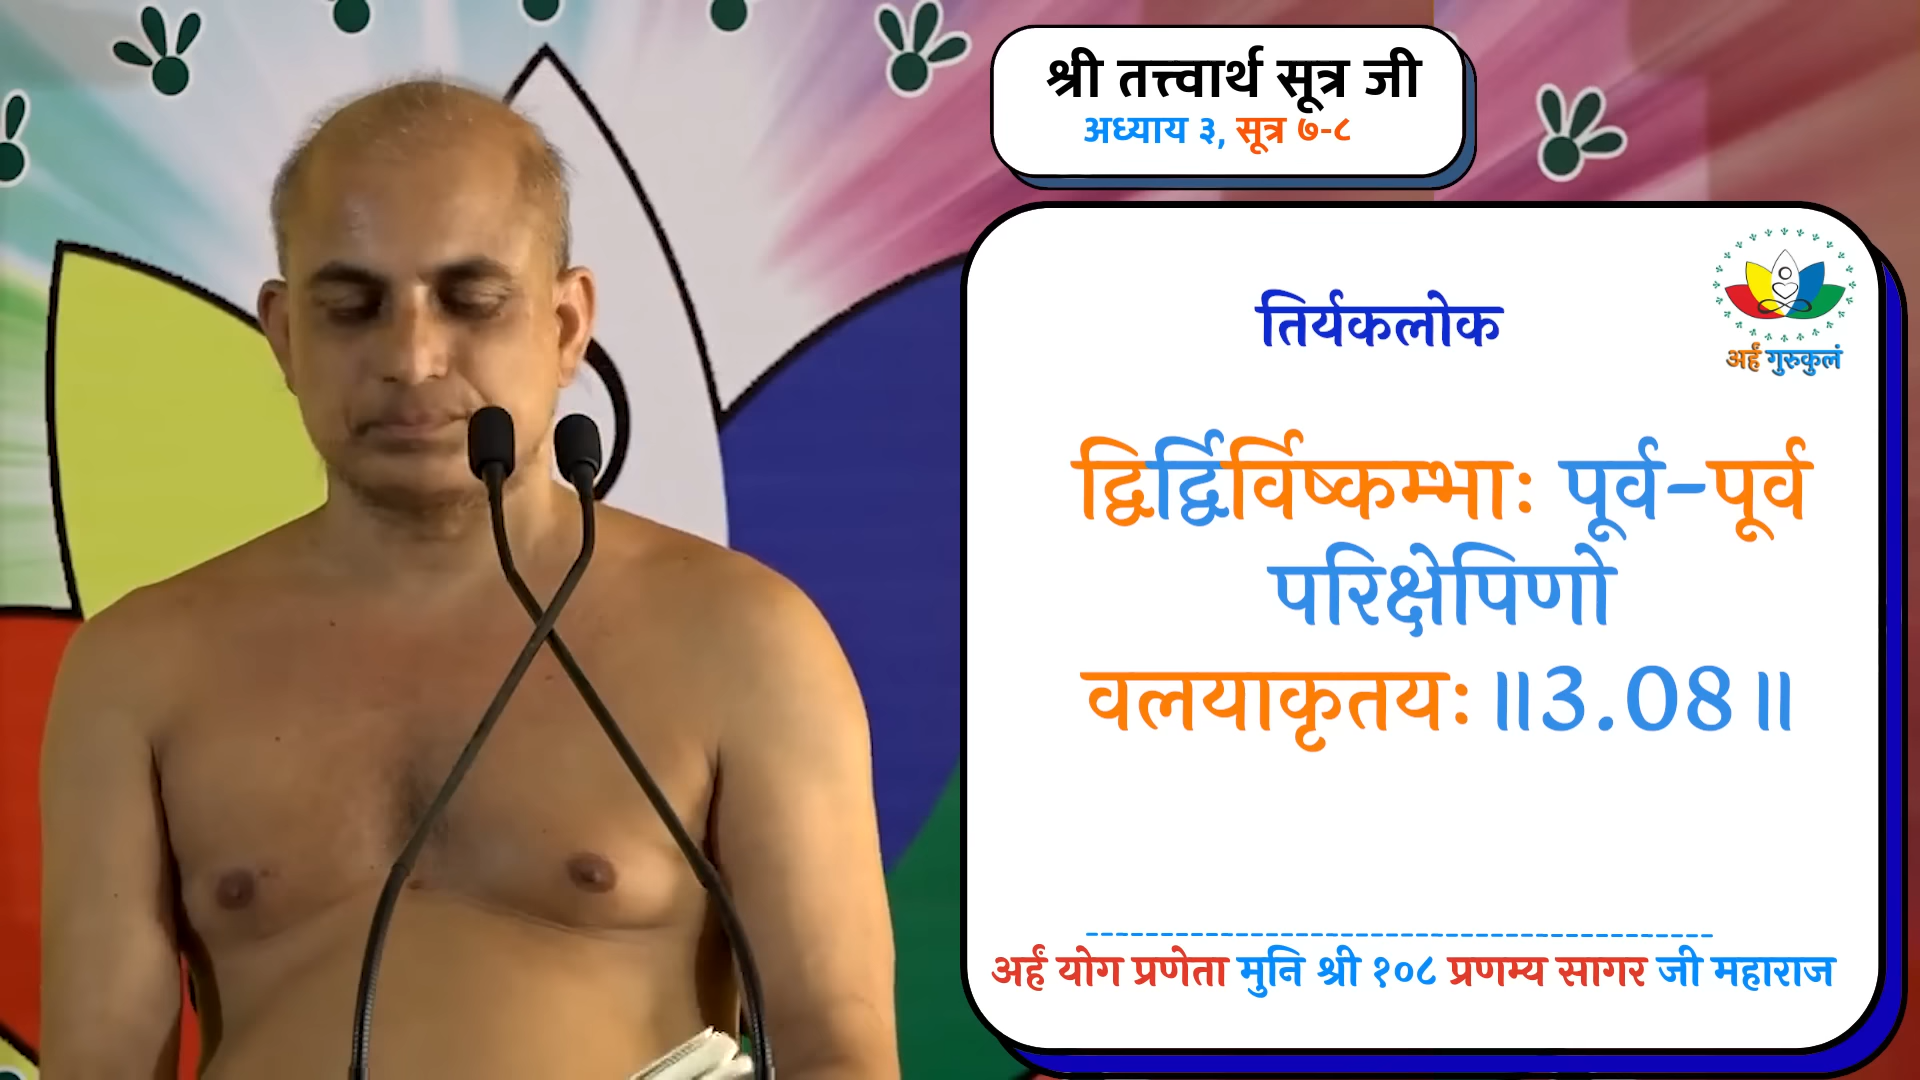 श्री तत्त्वार्थ सूत्र जी
अध्याय ३, सूत्र ७-८
तिर्यकलोक
अर्हं गुरुकुलं
द्विर्द्विर्विष्कम्भाः पूर्व-पूर्व
परिक्षेपिणो
वलयाकृतयः॥3.08॥
अर्हं योग प्रणेता मुनि श्री १०८ प्रणम्य सागर जी महाराज